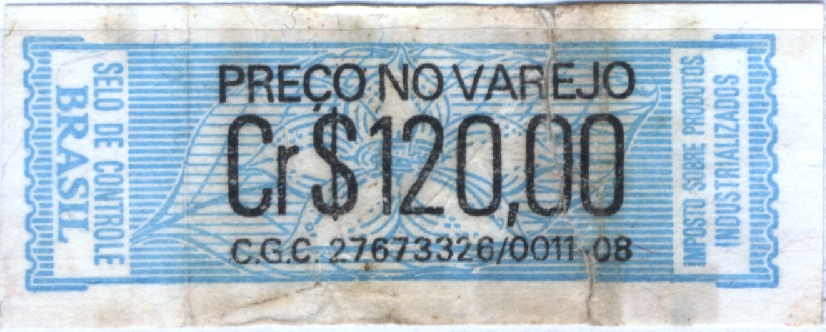 SELO DE CONTROLE
BRASIL
PREÇO NO VAREJO
Cr$120,00
C.G.C. 27673326/0011-08
IMPOSTO SOBRE PRODUTOS
INDUSTRIALIZADOS